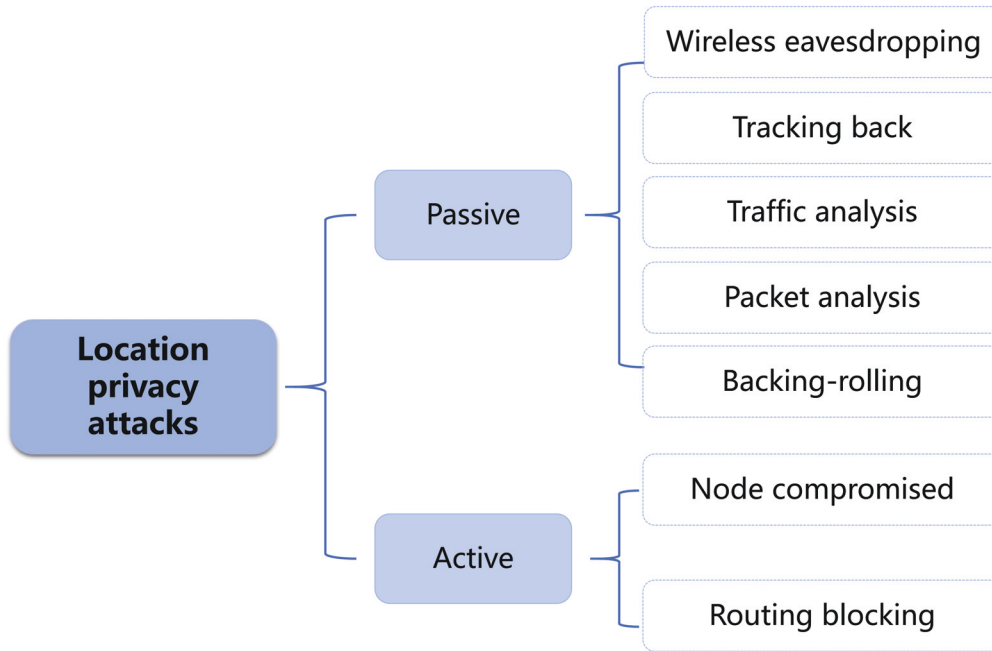 Location
privacy
attacks
Passive
Wireless eavesdropping
Tracking back
Traffic analysis
Packet analysis
Backing-rolling
Active
Node compromised
Routing blocking